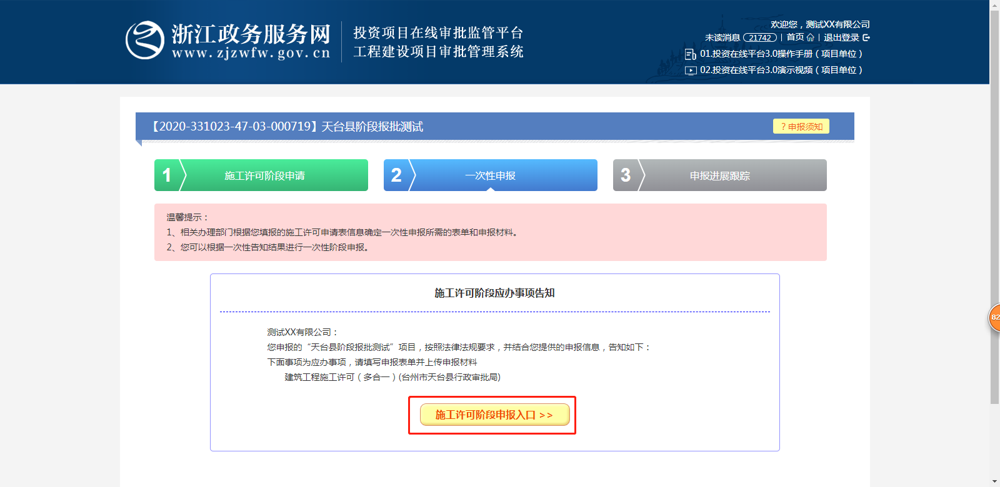 浙江政务服务网
www.zjzwfw.gov.cn
投资项目在线审批监管平台
工程建设项目审批管理系统
欢迎您，测试XX有限公司
未读消息 21742 | 首页 | 退出登录
01.投资在线平台3.0操作手册（项目单位）
02.投资在线平台3.0演示视频（项目单位）
【2020-331023-47-03-000719】天台县阶段报批测试
？申报须知
1 施工许可阶段申请
2 一次性申报
3 申报进展跟踪
温馨提示：
1、相关办理部门根据您填报的施工许可申请表信息确定一次性申报所需的表单和申报材料。
2、您可以根据一次性告知结果进行一次性阶段申报。
施工许可阶段应办事项告知
测试XX有限公司：
您申报的“天台县阶段报批测试”项目，按照法律法规要求，并结合您提供的申报信息，告知如下：
下面事项为应办事项，请填写申报表单并上传申报材料
建筑工程施工许可（多合一）(台州市天台县行政审批局)
施工许可阶段申报入口 >>
82